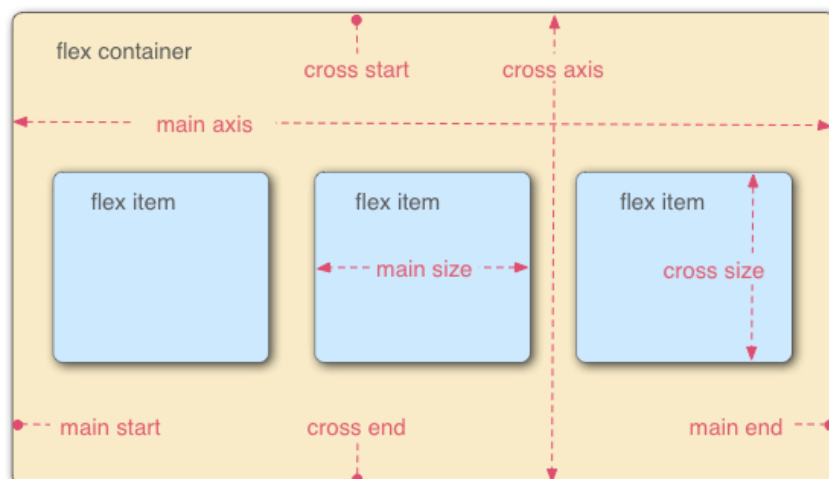 flex container
cross start
cross axis
main axis
flex item
flex item
flex item
main size
cross size
main start
cross end
main end